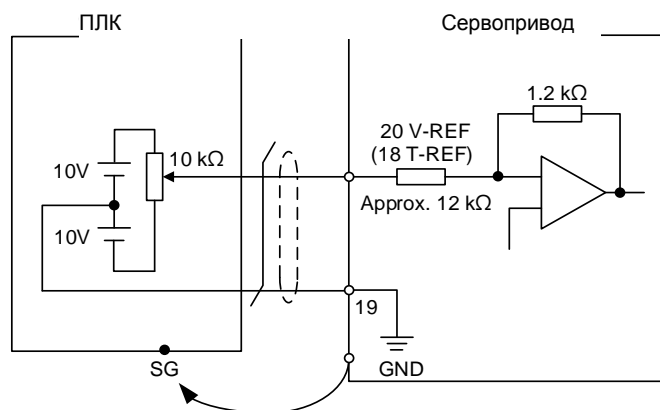 ПЛК
Сервопривод
1.2 kΩ
20 V-REF
(18 T-REF)
10 kΩ
10V
Approx. 12 kΩ
10V
19
SG
GND